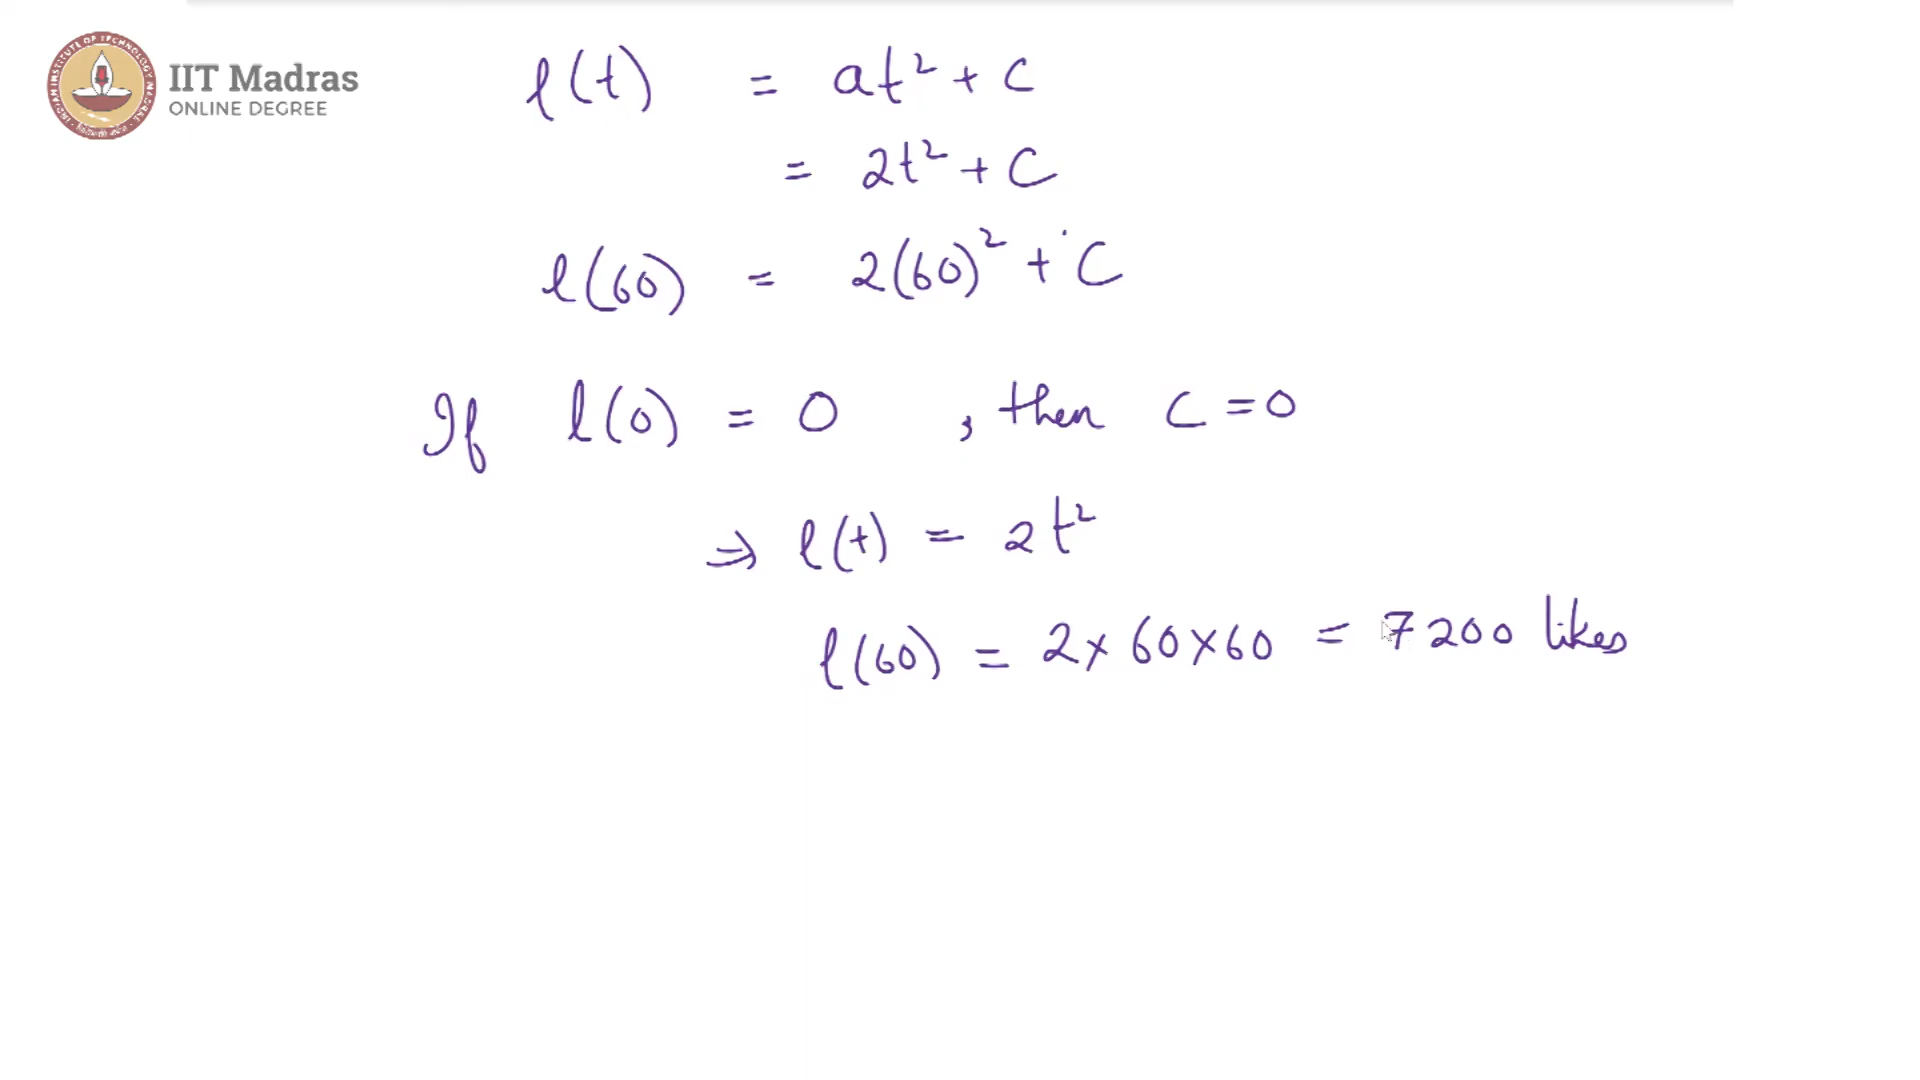 IIT Madras
ONLINE DEGREE
l(t) = at² + c
= 2t² + C
l(60) = 2(60)² + C
If l(0) = 0 , then c = 0
⇒ l(t) = 2t²
l(60) = 2 × 60 × 60 = 7200 likes